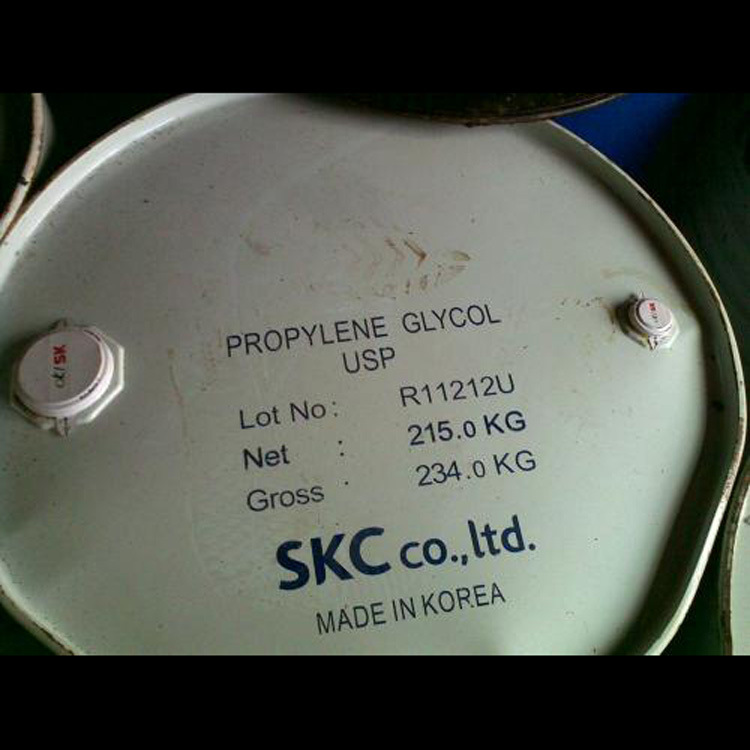 PROPYLENE GLYCOL
USP
Lot No: R11212U
Net : 215.0 KG
Gross : 234.0 KG
SKC co.,ltd.
MADE IN KOREA
SK